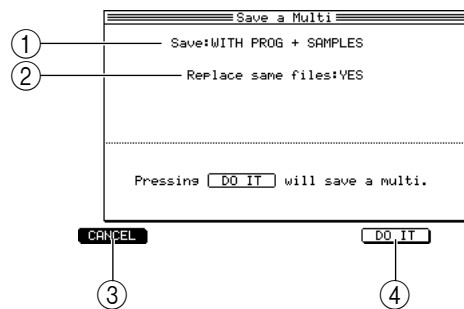 Save a Multi
① Save:WITH PROG + SAMPLES
② Replace same files:YES
Pressing DO IT will save a multi.
CANCEL DO IT
③ ④